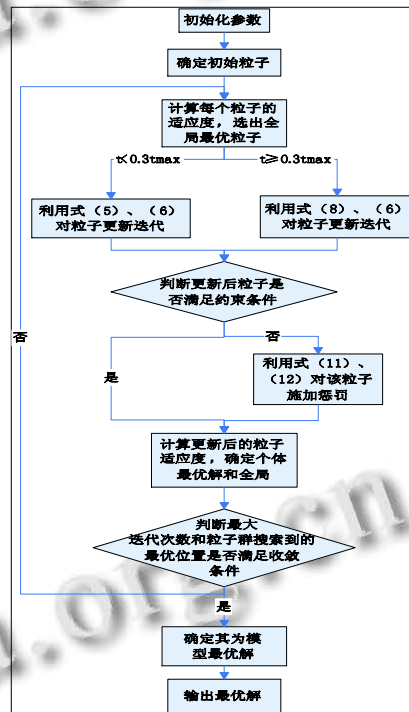 初始化参数
确定初始粒子
计算每个粒子的
适应度，选出全
局最优粒子
t<0.3tmax
t≥0.3tmax
利用式（5）、（6）
对粒子更新迭代
利用式（8）、（6）
对粒子更新迭代
判断更新后粒子是
否满足约束条件
否
否
是
利用式（11）、
（12）对该粒子
施加惩罚
计算更新后的粒子
适应度，确定个体
最优解和全局
判断最大
迭代次数和粒子群搜索到的
最优位置是否满足收敛
条件
是
确定其为模
型最优解
输出最优解
.org.cn